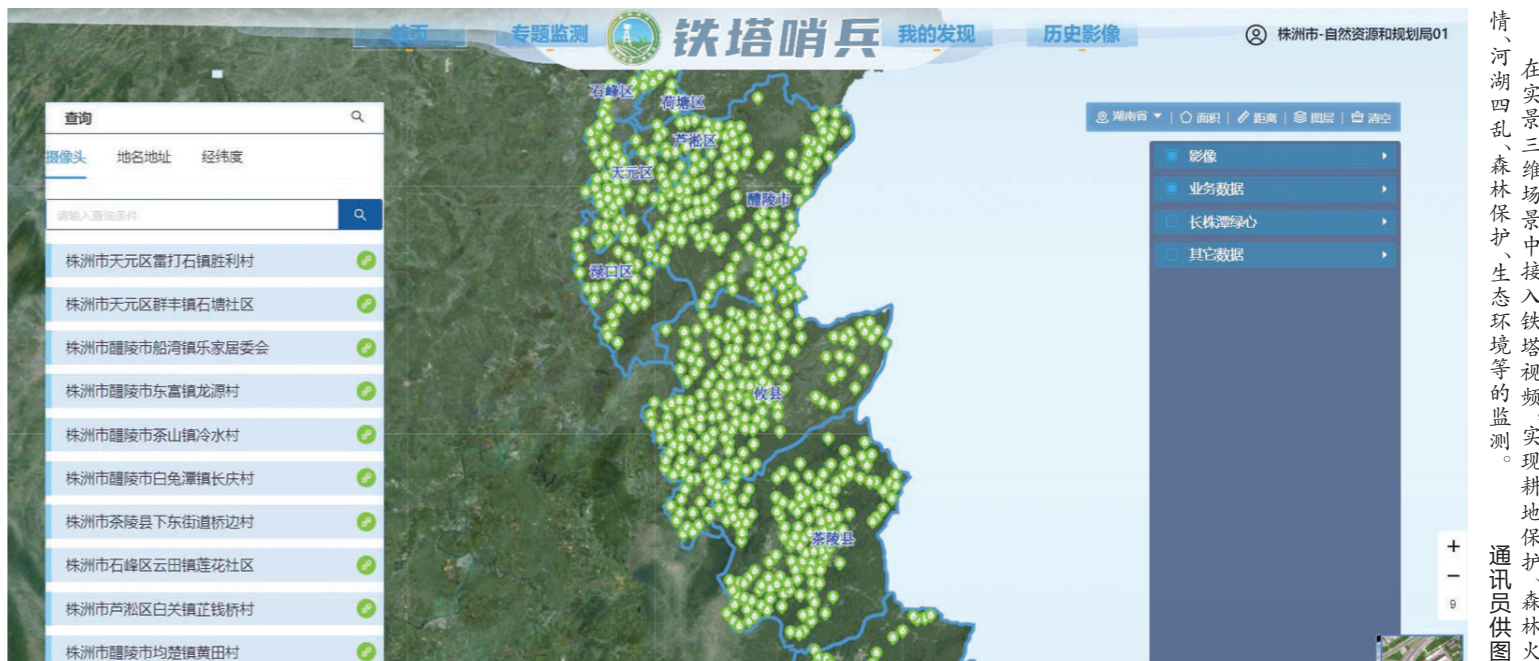 首页
专题监测
铁塔哨兵
我的发现
历史影像
株洲市-自然资源和规划局01
查询
摄像头
地名地址
经纬度
请输入查询条件
株洲市天元区雷打石镇胜利村
株洲市天元区群丰镇石塘社区
株洲市醴陵市船湾镇乐家居委会
株洲市醴陵市东富镇龙源村
株洲市醴陵市茶山镇冷水村
株洲市醴陵市白兔潭镇长庆村
株洲市茶陵县下东街道桥边村
株洲市石峰区云田镇莲花社区
株洲市芦淞区白关镇芷钱桥村
株洲市醴陵市均楚镇黄田村
石峰区
荷塘区
芦淞区
天元区
醴陵市
渌口区
攸县
茶陵县
湖南省
面积
距离
图层
清空
影像
业务数据
长株潭绿心
其它数据
+
-
9
在实景三维场景中接入铁塔视频，实现耕地保护、森林火
情、河湖四乱、森林保护、生态环境等的监测。
通讯员供图